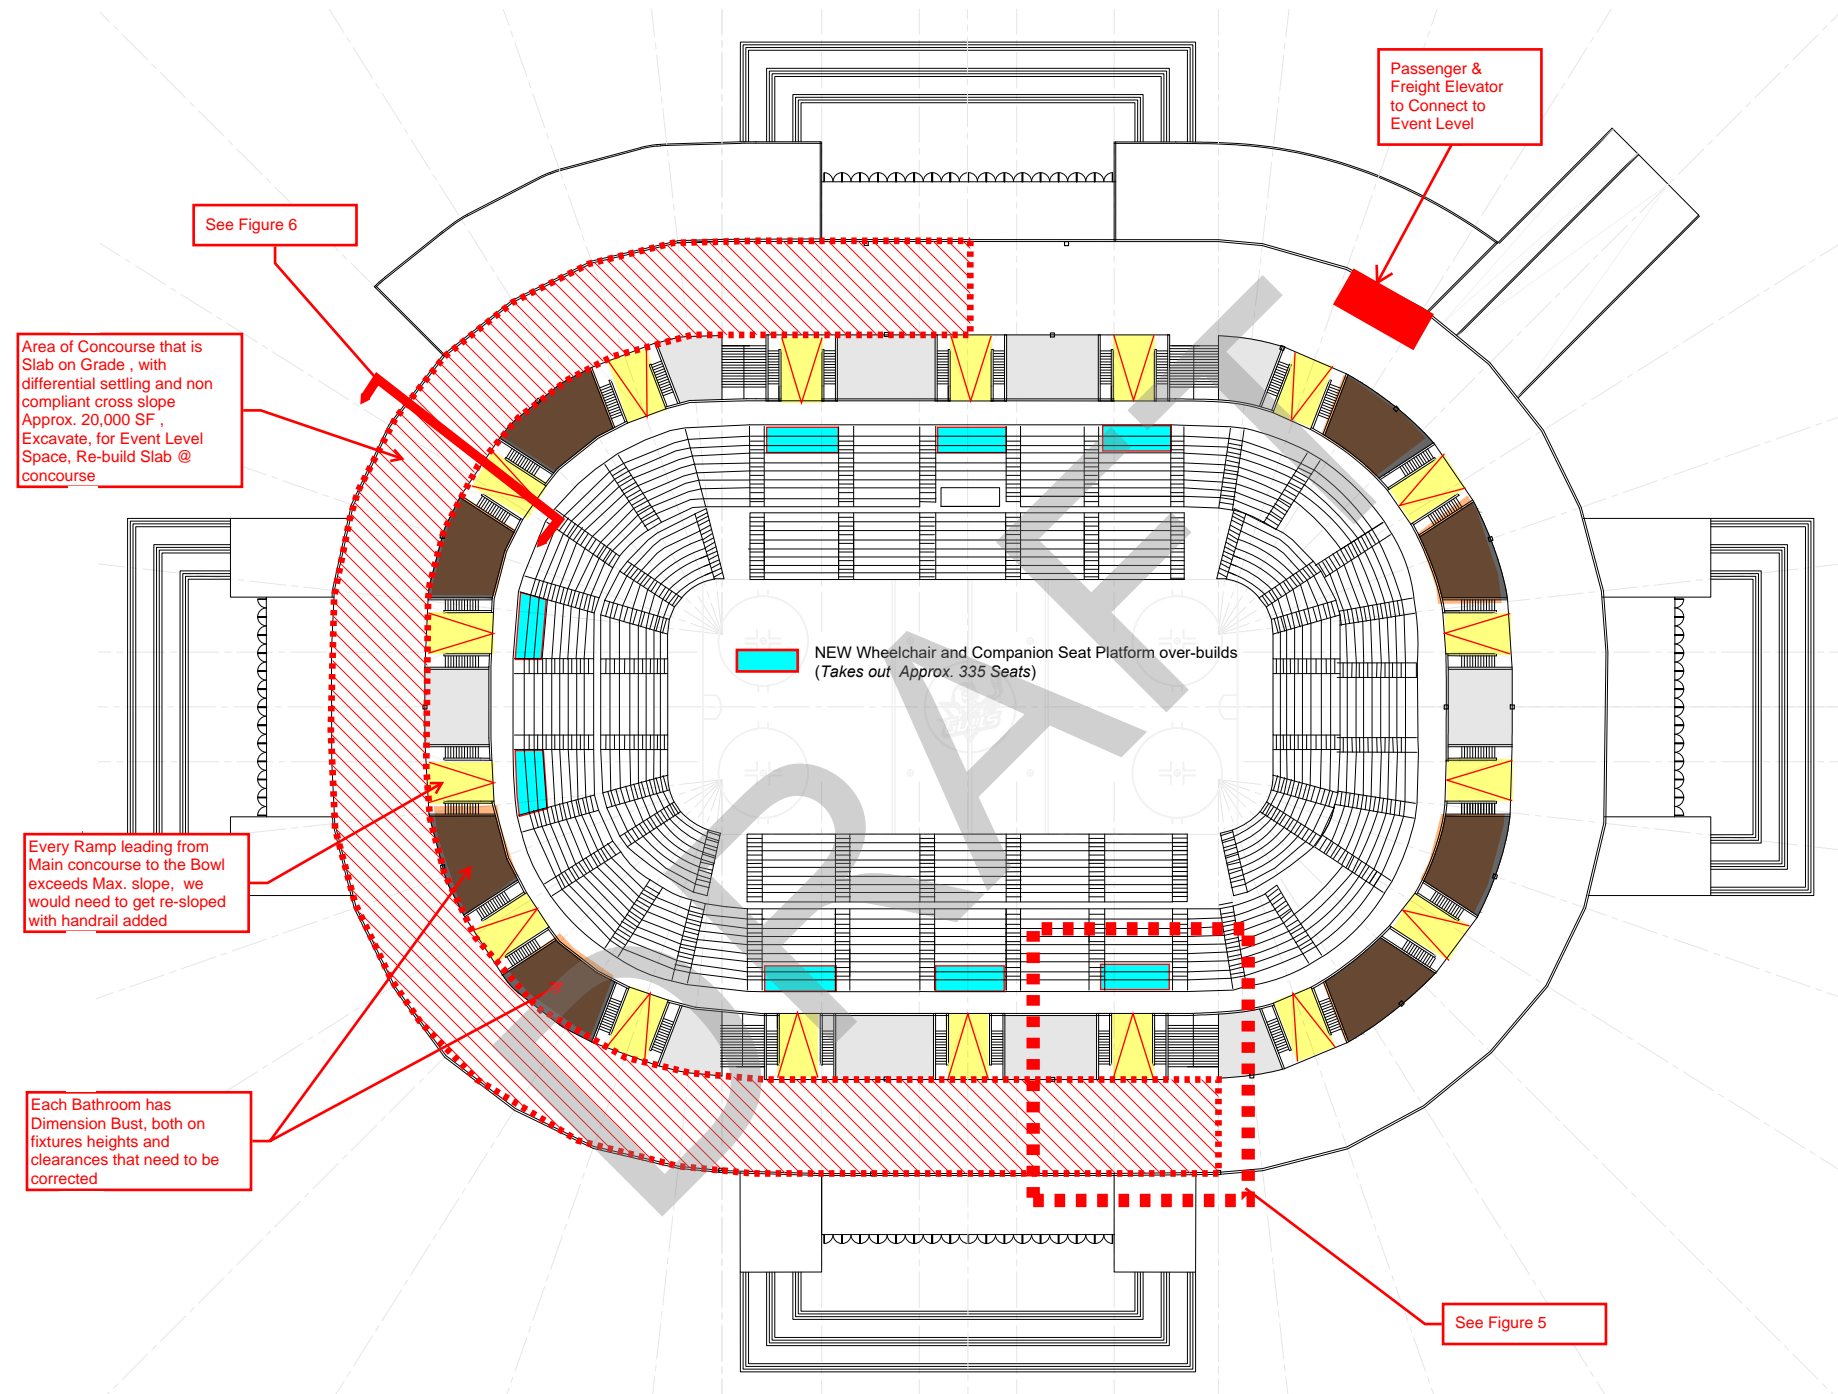 Passenger &
Freight Elevator
to Connect to
Event Level
See Figure 6
Area of Concourse that is
Slab on Grade , with
differential settling and non
compliant cross slope
Approx. 20,000 SF ,
Excavate, for Event Level
Space, Re-build Slab @
concourse
NEW Wheelchair and Companion Seat Platform over-builds
(Takes out Approx. 335 Seats)
Every Ramp leading from
Main concourse to the Bowl
exceeds Max. slope, we
would need to get re-sloped
with handrail added
Each Bathroom has
Dimension Bust, both on
fixtures heights and
clearances that need to be
corrected
See Figure 5
DRAFT